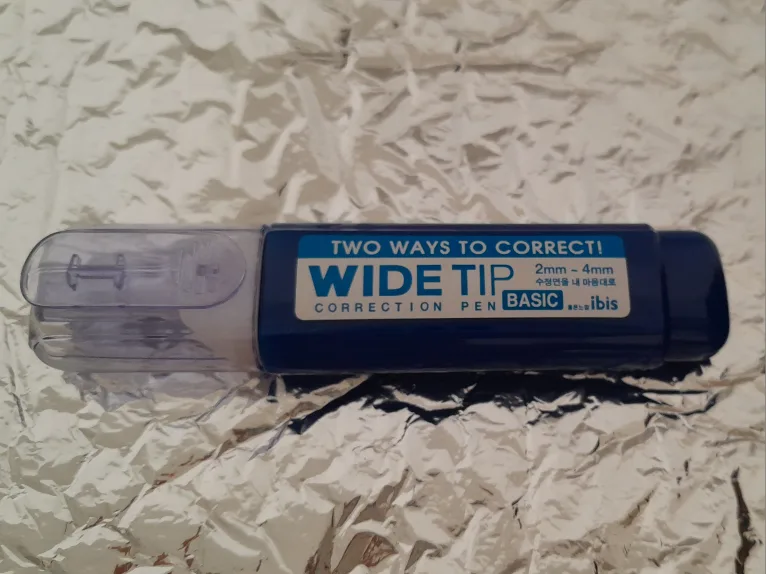 TWO WAYS TO CORRECT!
WIDE TIP 2mm ~ 4mm
수정면을 내 마음대로
CORRECTION PEN BASIC ibis